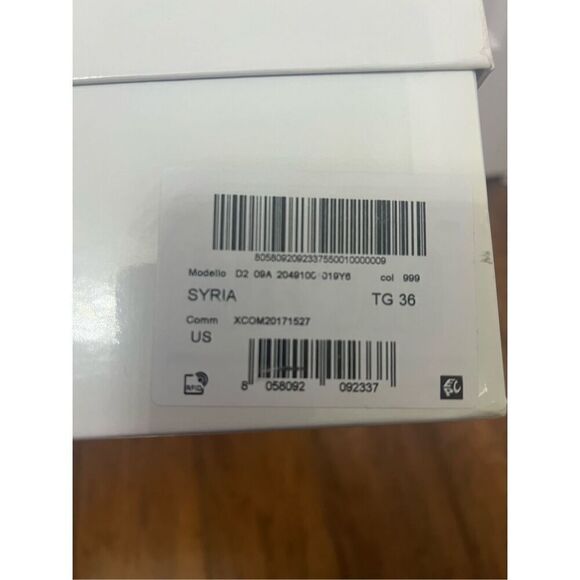 8058092092337550010000009
Modello D2 09A 2049100 019Y6 col 999
SYRIA TG 36
Comm XCOM20171527
US
RFID
8 058092 092337